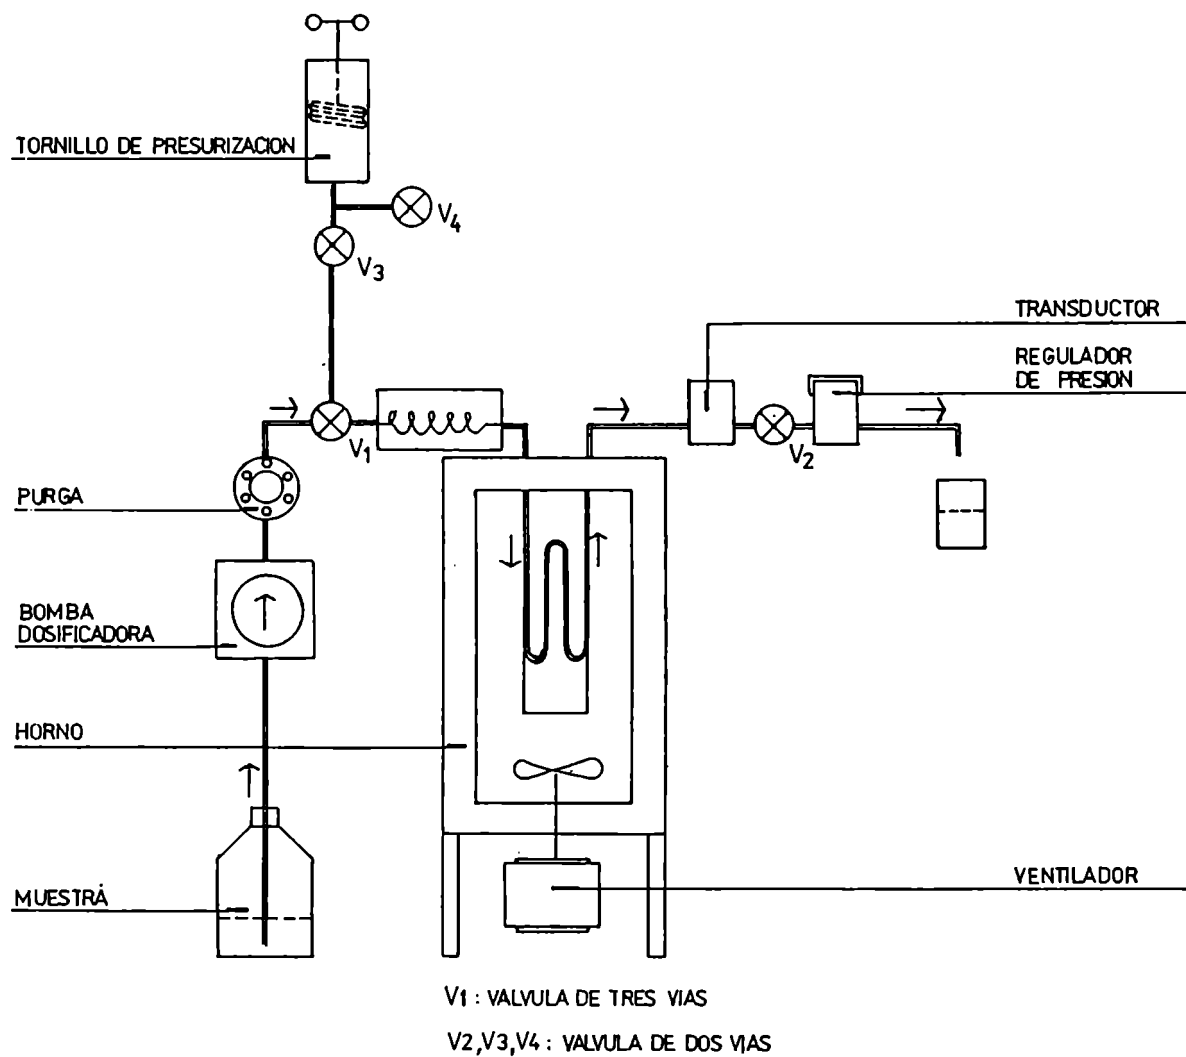 TORNILLO DE PRESURIZACION
V4
V3
TRANSDUCTOR
REGULADOR
DE PRESION
V1
V2
PURGA
BOMBA
DOSIFICADORA
HORNO
MUESTRÁ
VENTILADOR
V1 : VALVULA DE TRES VIAS
V2,V3,V4 : VALVULA DE DOS VIAS